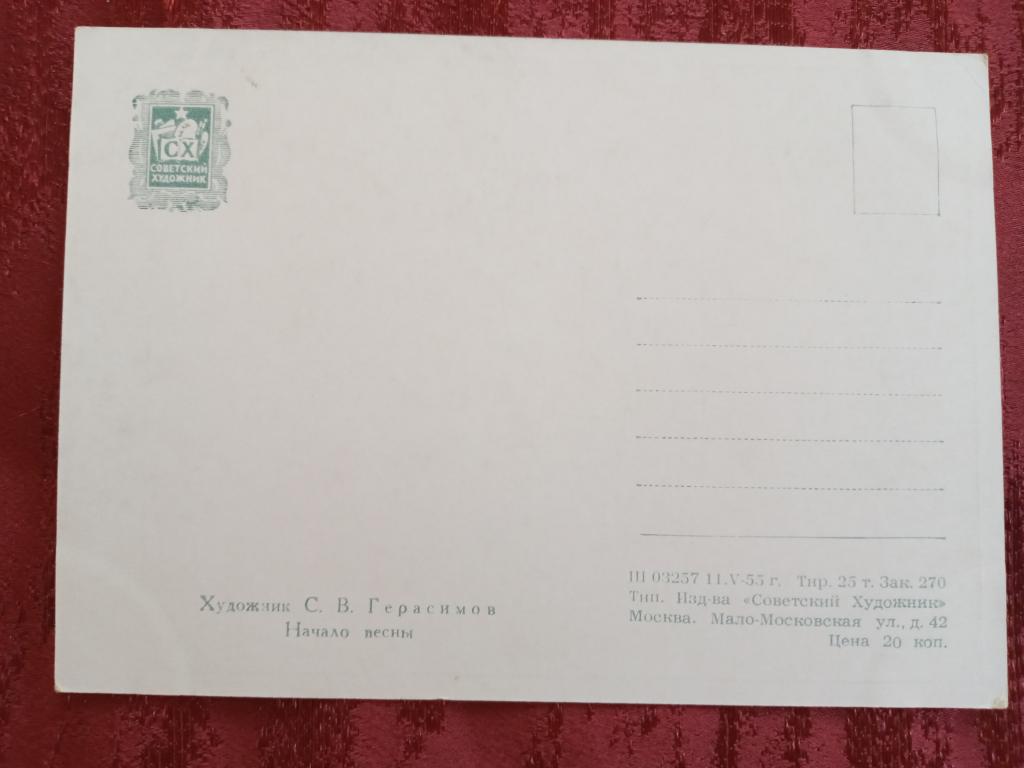 СХ
СОВЕТСКИЙ
ХУДОЖНИК
Художник С. В. Герасимов
Начало весны
Ш 03257 11.V-55 г. Тир. 25 т. Зак. 270
Тип. Изд-ва «Советский Художник»
Москва. Мало-Московская ул., д. 42
Цена 20 коп.